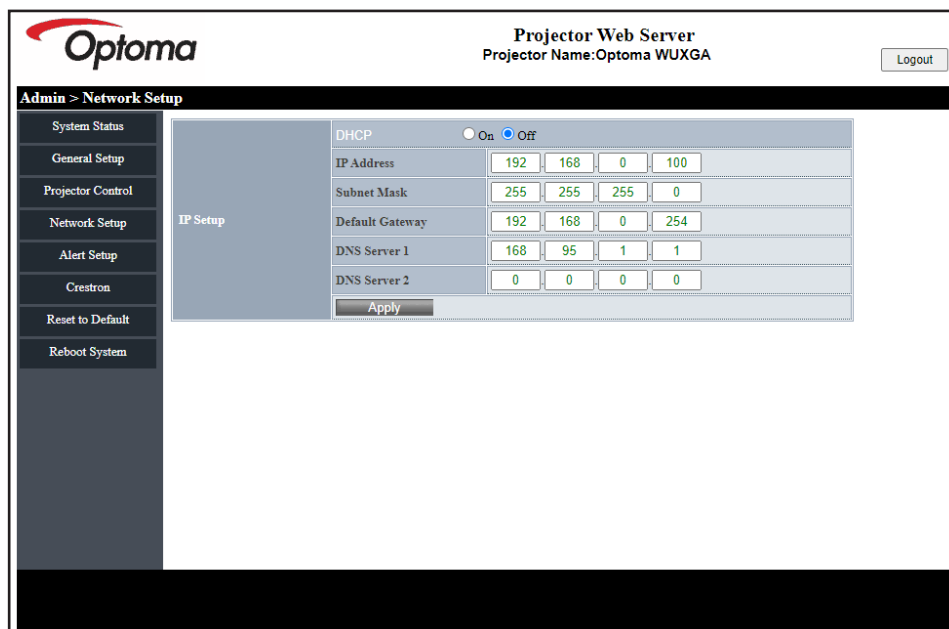 Optoma
Projector Web Server
Projector Name:Optoma WUXGA
Logout
Admin > Network Setup
System Status
General Setup
Projector Control
Network Setup
Alert Setup
Crestron
Reset to Default
Reboot System
IP Setup
DHCP On Off
IP Address 192 . 168 . 0 . 100
Subnet Mask 255 . 255 . 255 . 0
Default Gateway 192 . 168 . 0 . 254
DNS Server 1 168 . 95 . 1 . 1
DNS Server 2 0 . 0 . 0 . 0
Apply